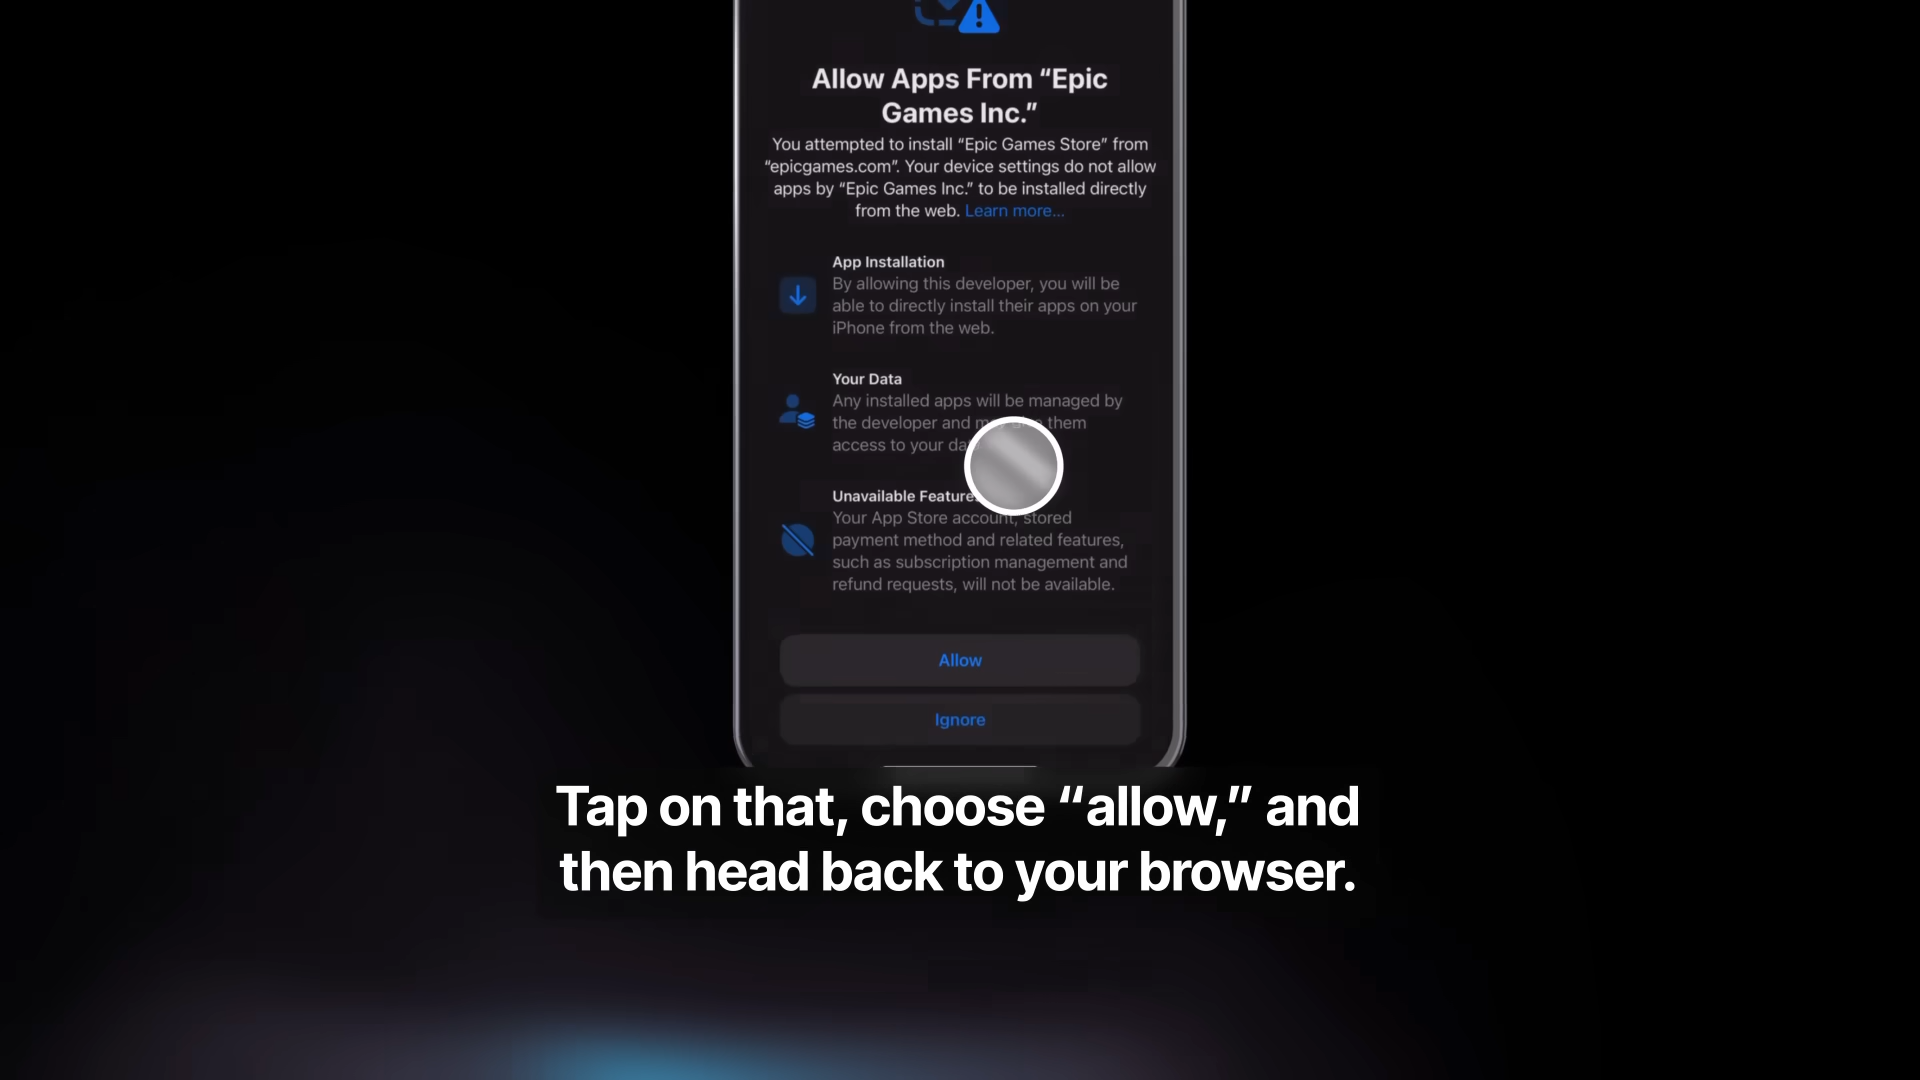 Allow Apps From “Epic
Games Inc.”
You attempted to install “Epic Games Store” from
“epicgames.com”. Your device settings do not allow
apps by “Epic Games Inc.” to be installed directly
from the web. Learn more...
App Installation
By allowing this developer, you will be
able to directly install their apps on your
iPhone from the web.
Your Data
Any installed apps will be managed by
the developer and them
access to your
Unavailable
Your App Store account, stored
payment method and related features,
such as subscription management and
refund requests, will not be available.
Allow
Ignore
Tap on that, choose “allow,” and
then head back to your browser.